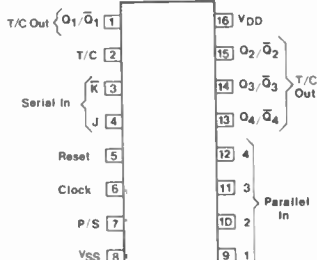 T/C Out Q1/Q̅1 1
T/C 2
Serial In
K̅ 3
J 4
Reset 5
Clock 6
P/S 7
VSS 8
16 VDD
15 Q2/Q̅2
14 Q3/Q̅3
13 Q4/Q̅4
T/C
Out
12 4
11 3
10 2
9 1
Parallel
In